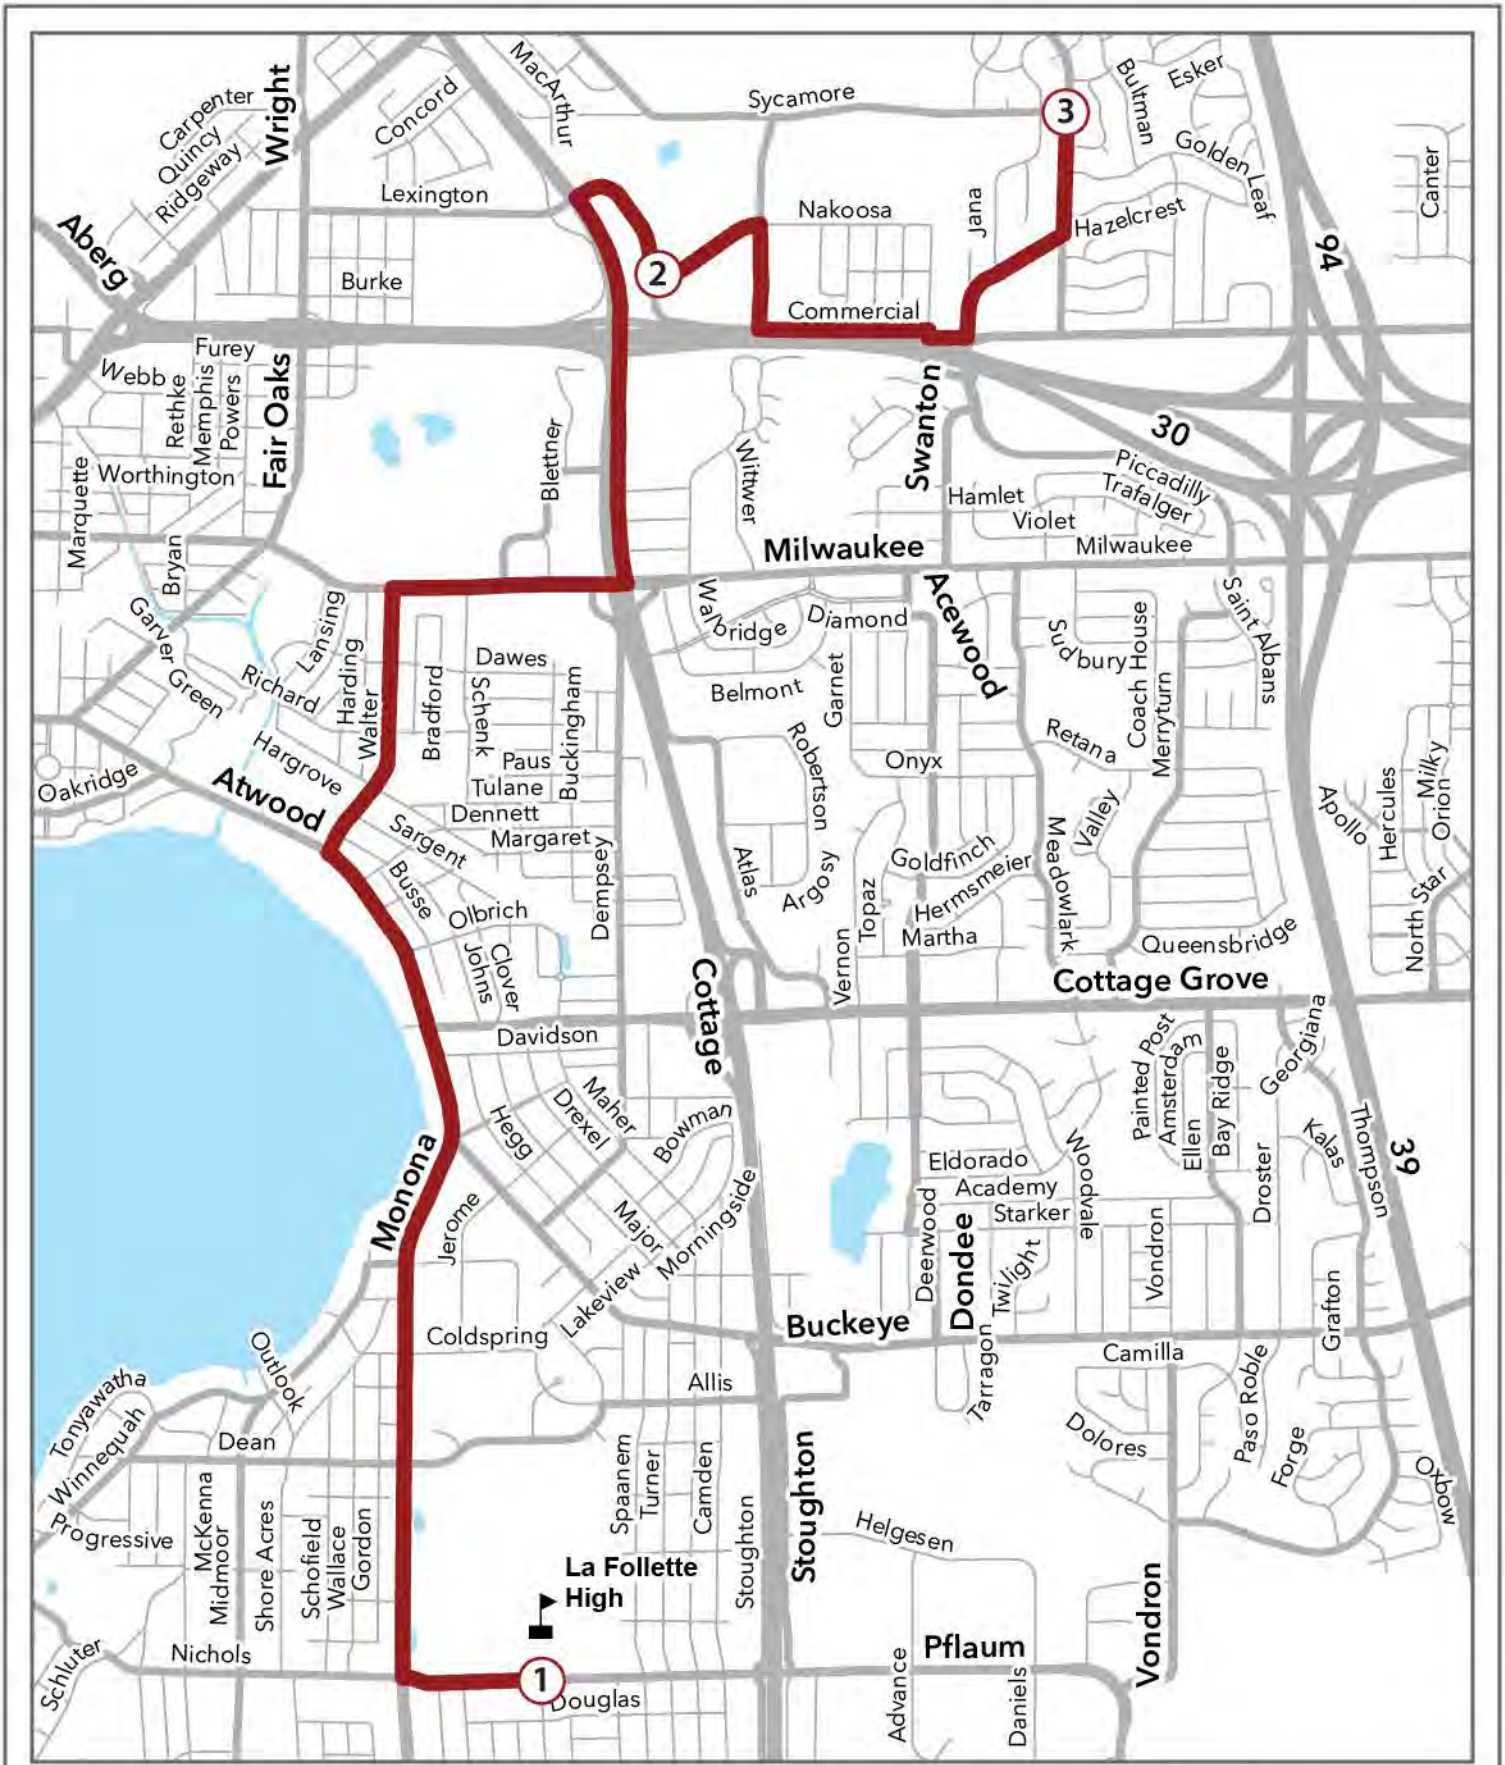 MacArthur
Esker
Bultman
Carpenter
Wright
Concord
Sycamore
3
Quincy
Golden Leaf
Ridgeway
Canter
Lexington
Nakoosa
Jana
Hazelcrest
Aberg
94
2
Burke
Commercial
Furey
Webb
Rethke
Memphis
Powers
Fair Oaks
Swanton
30
Blettner
Wittwer
Piccadilly
Marquette
Worthington
Trafalger
Hamlet
Violet
Milwaukee
Milwaukee
Bryan
Garver Green
Lansing
Walbridge
Diamond
Acewood
Saint Albans
Sudbury
Coach House
Dawes
Richard
Harding
Walter
Bradford
Schenk
Buckingham
Belmont
Garnet
Merryturn
Hargrove
Paus
Robertson
Onyx
Retana
Oakridge
Atwood
Tulane
Milky
Orion
Hercules
Apollo
Dennett
Sargent
Margaret
Valley
Busse
Dempsey
Atlas
Argosy
Goldfinch
Hermsmeier
Meadowlark
Topaz
Olbrich
North Star
Johns
Clover
Vernon
Martha
Queensbridge
Cottage
Cottage Grove
Davidson
Painted Post
Amsterdam
Ellen
Bay Ridge
Georgiana
Maher
Drexel
Hegg
Bowman
Kalas
Thompson
39
Monona
Eldorado
Woodvale
Academy
Droster
Jerome
Major
Morningside
Starker
Deerwood
Dondee
Twilight
Vondron
Lakeview
Buckeye
Grafton
Coldspring
Outlook
Tarragon
Camilla
Tonyawatha
Allis
Paso Roble
Winnequah
Dean
Dolores
Forge
Oxbow
Spaanem
Turner
Camden
Stoughton
Stoughton
Progressive
McKenna
Midmoor
Shore Acres
Schofield
Wallace
Gordon
Helgesen
La Follette
High
Vondron
Schluter
Nichols
Pflaum
1
Douglas
Advance
Daniels